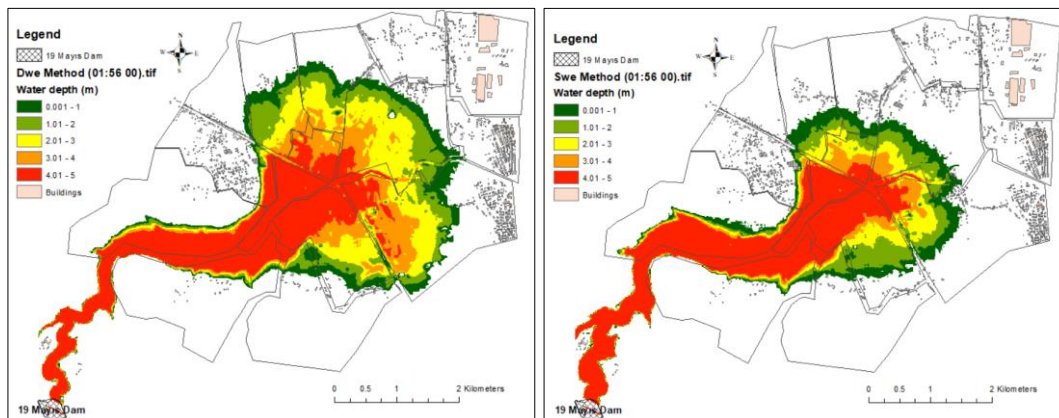 Legend
19 Mayıs Dam
Dwe Method (01:56 00).tif
Water depth (m)
0.001 - 1
1.01 - 2
2.01 - 3
3.01 - 4
4.01 - 5
Buildings
N
W E
S
0 0.5 1 2 Kilometers
19 Mayıs Dam
Legend
19 Mayıs Dam
Swe Method (01:56 00).tif
Water depth (m)
0.001 - 1
1.01 - 2
2.01 - 3
3.01 - 4
4.01 - 5
Buildings
N
W E
S
0 0.5 1 2 Kilometers
19 Mayıs Dam